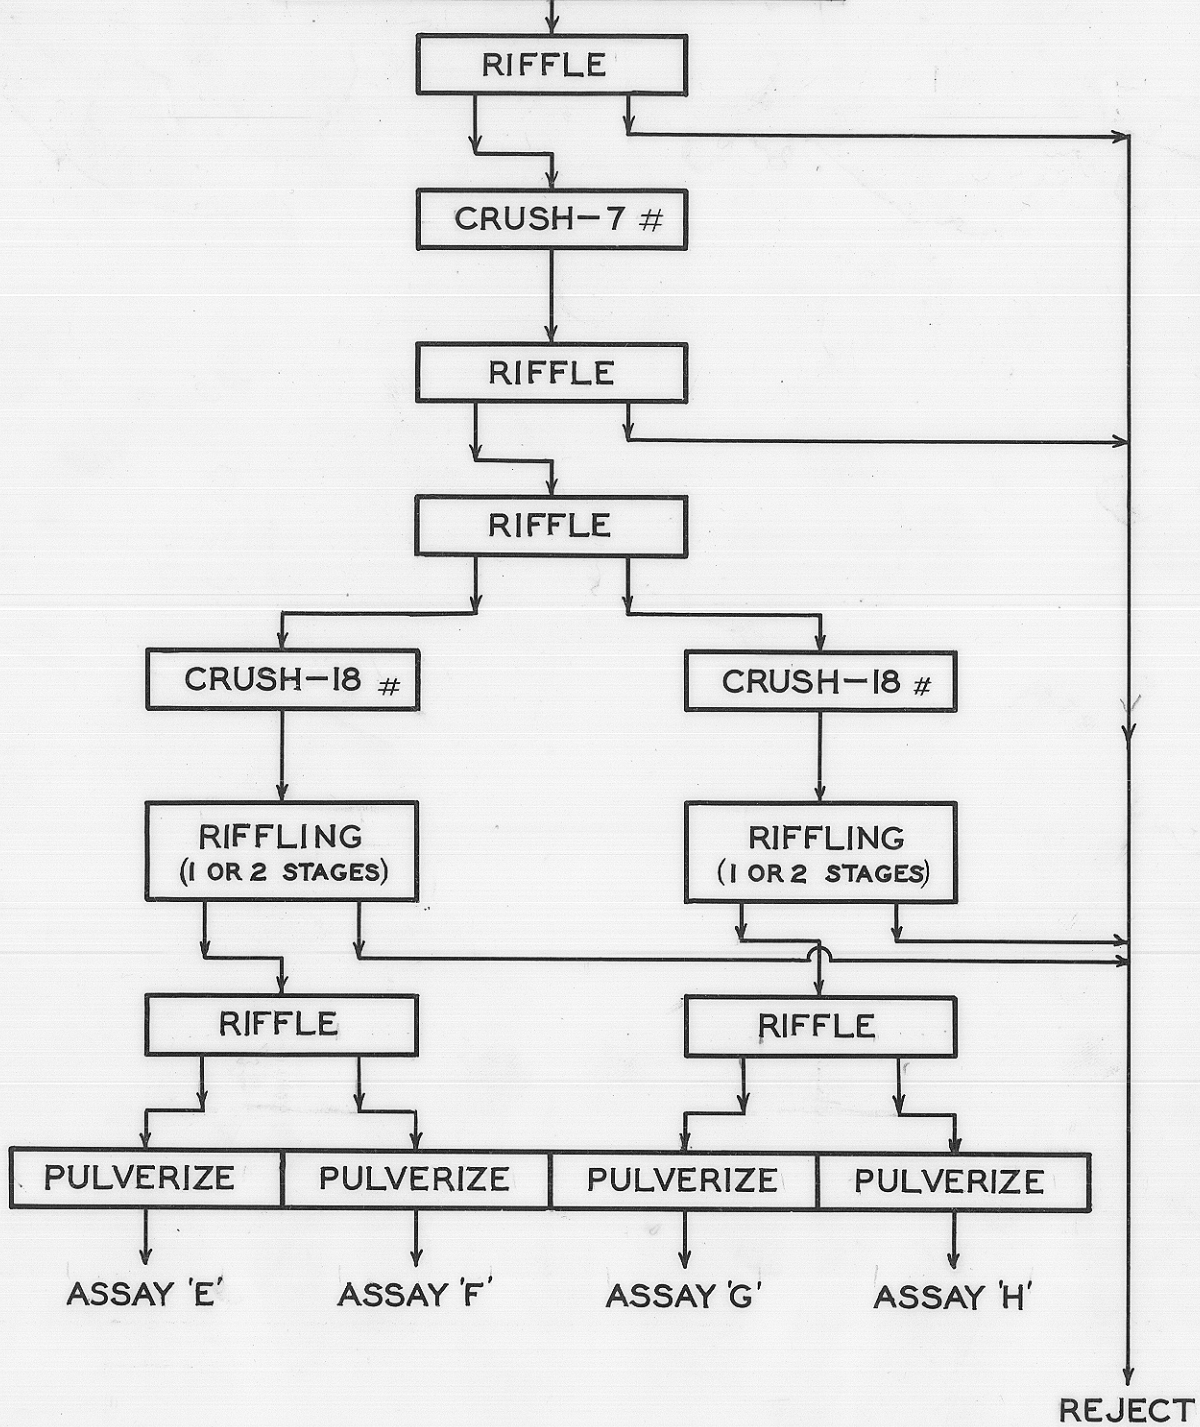 RIFFLE
CRUSH-7 #
RIFFLE
RIFFLE
CRUSH-18 #
CRUSH-18 #
RIFFLING
(1 OR 2 STAGES)
RIFFLING
(1 OR 2 STAGES)
RIFFLE
RIFFLE
PULVERIZE
PULVERIZE
PULVERIZE
PULVERIZE
ASSAY 'E'
ASSAY 'F'
ASSAY 'G'
ASSAY 'H'
REJECT